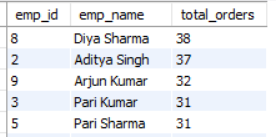 emp_id emp_name total_orders
8 Diya Sharma 38
2 Aditya Singh 37
9 Arjun Kumar 32
3 Pari Kumar 31
5 Pari Sharma 31